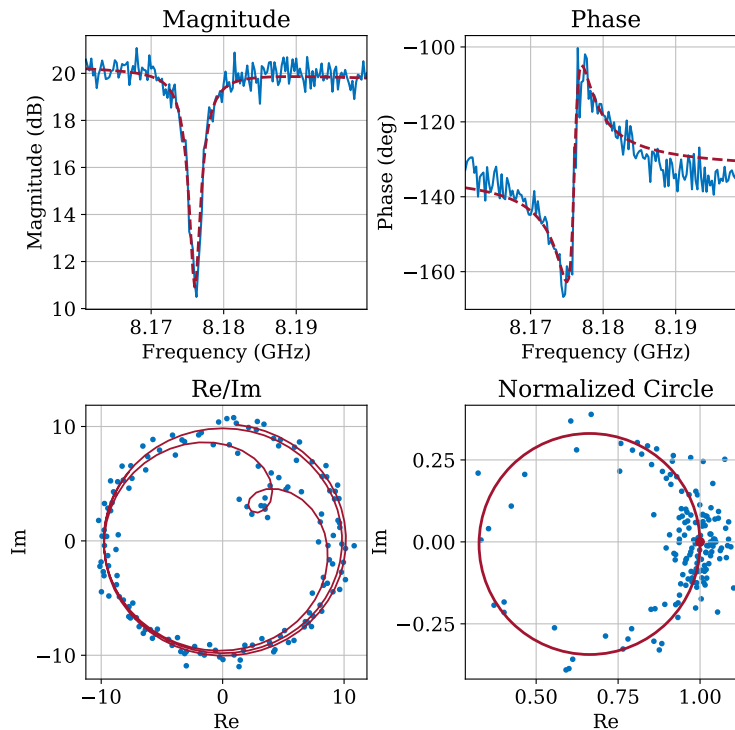 Magnitude
Phase
20
18
16
14
12
10
Magnitude (dB)
8.17
8.18
8.19
Frequency (GHz)
−100
−120
−140
−160
Phase (deg)
8.17
8.18
8.19
Frequency (GHz)
Re/Im
Normalized Circle
10
0
−10
Im
−10
0
10
Re
0.25
0.00
−0.25
Im
0.50
0.75
1.00
Re